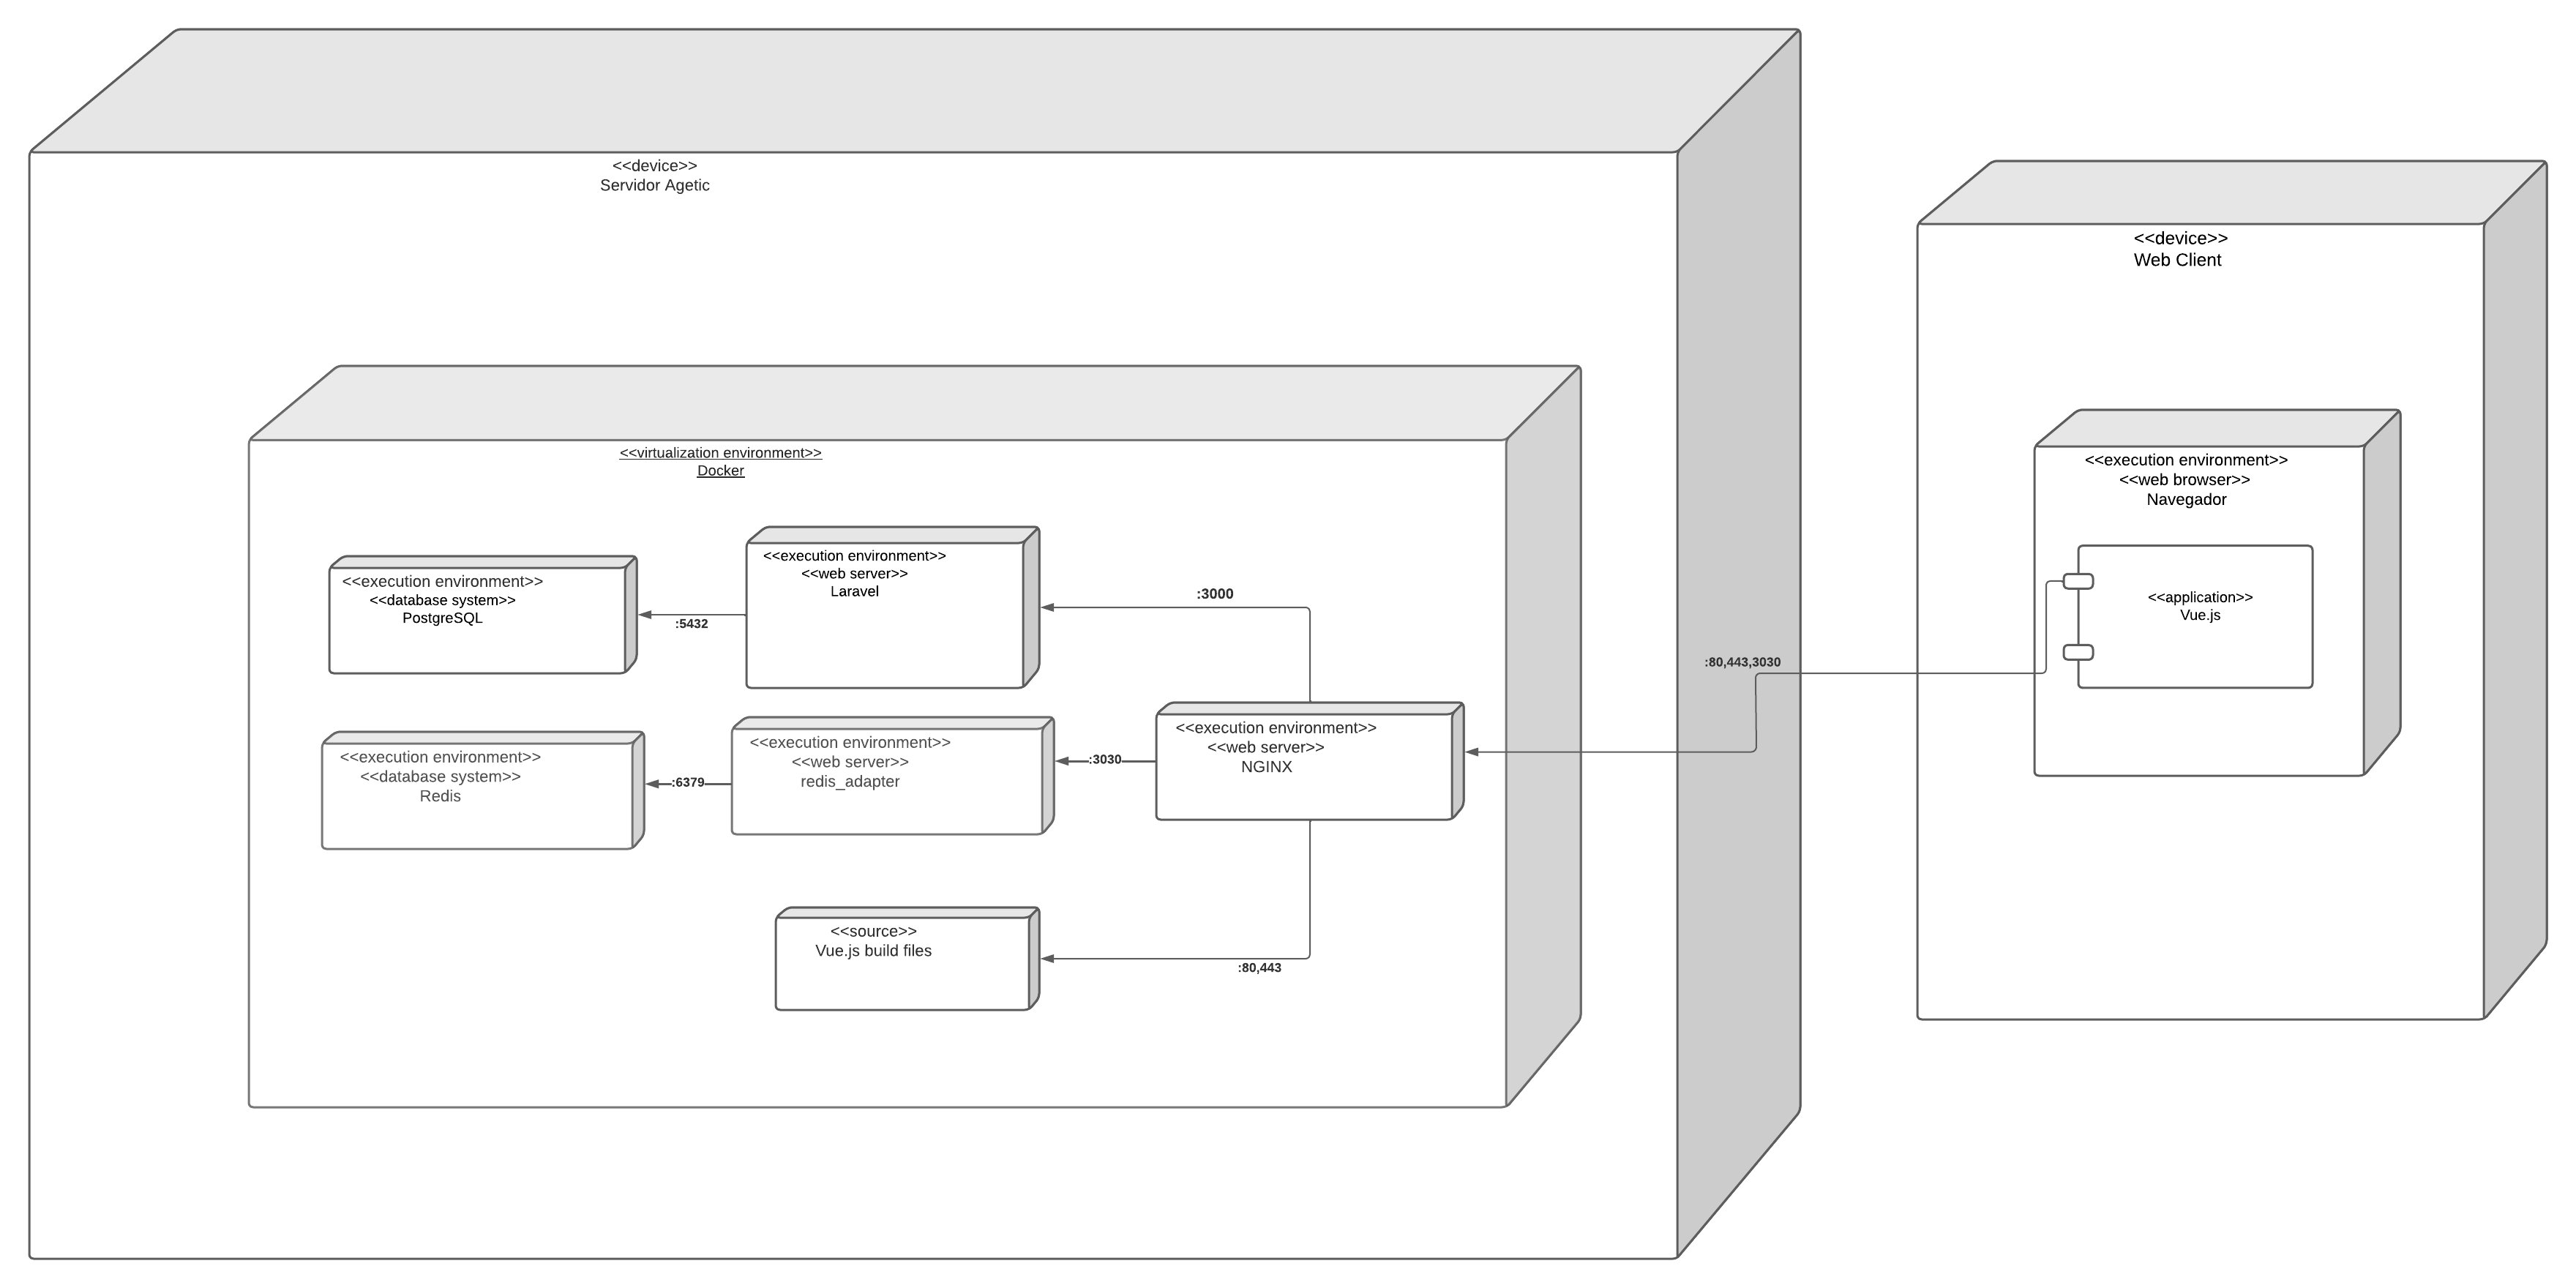 <<device>>
Servidor Agetic
<<device>>
Web Client
<<virtualization environment>>
Docker
<<execution environment>>
<<web browser>>
Navegador
<<execution environment>>
<<database system>>
PostgreSQL
:5432
<<execution environment>>
<<web server>>
Laravel
:3000
<<application>>
Vue.js
:80,443,3030
<<execution environment>>
<<database system>>
Redis
:6379
<<execution environment>>
<<web server>>
redis_adapter
:3030
<<execution environment>>
<<web server>>
NGINX
<<source>>
Vue.js build files
:80,443